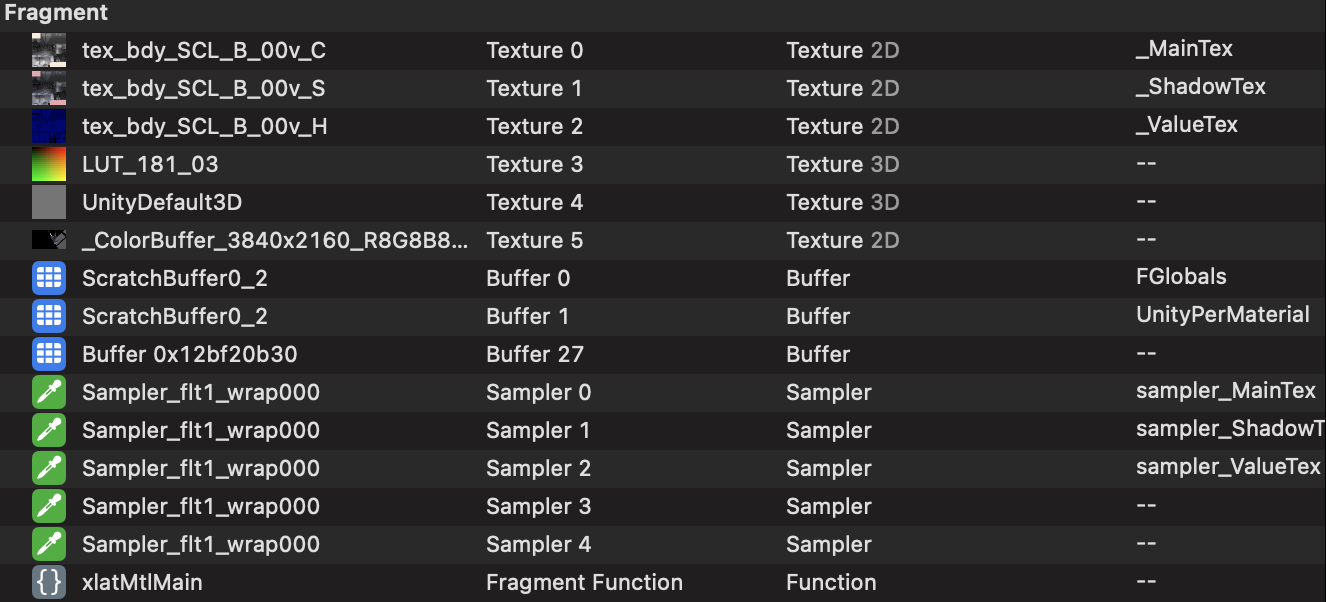 Fragment
tex_bdy_SCL_B_00v_C Texture 0 Texture 2D _MainTex
tex_bdy_SCL_B_00v_S Texture 1 Texture 2D _ShadowTex
tex_bdy_SCL_B_00v_H Texture 2 Texture 2D _ValueTex
LUT_181_03 Texture 3 Texture 3D --
UnityDefault3D Texture 4 Texture 3D --
_ColorBuffer_3840x2160_R8G8B8... Texture 5 Texture 2D --
ScratchBuffer0_2 Buffer 0 Buffer FGlobals
ScratchBuffer0_2 Buffer 1 Buffer UnityPerMaterial
Buffer 0x12bf20b30 Buffer 27 Buffer --
Sampler_flt1_wrap000 Sampler 0 Sampler sampler_MainTex
Sampler_flt1_wrap000 Sampler 1 Sampler sampler_ShadowT
Sampler_flt1_wrap000 Sampler 2 Sampler sampler_ValueTex
Sampler_flt1_wrap000 Sampler 3 Sampler --
Sampler_flt1_wrap000 Sampler 4 Sampler --
{} xlatMtlMain Fragment Function Function --